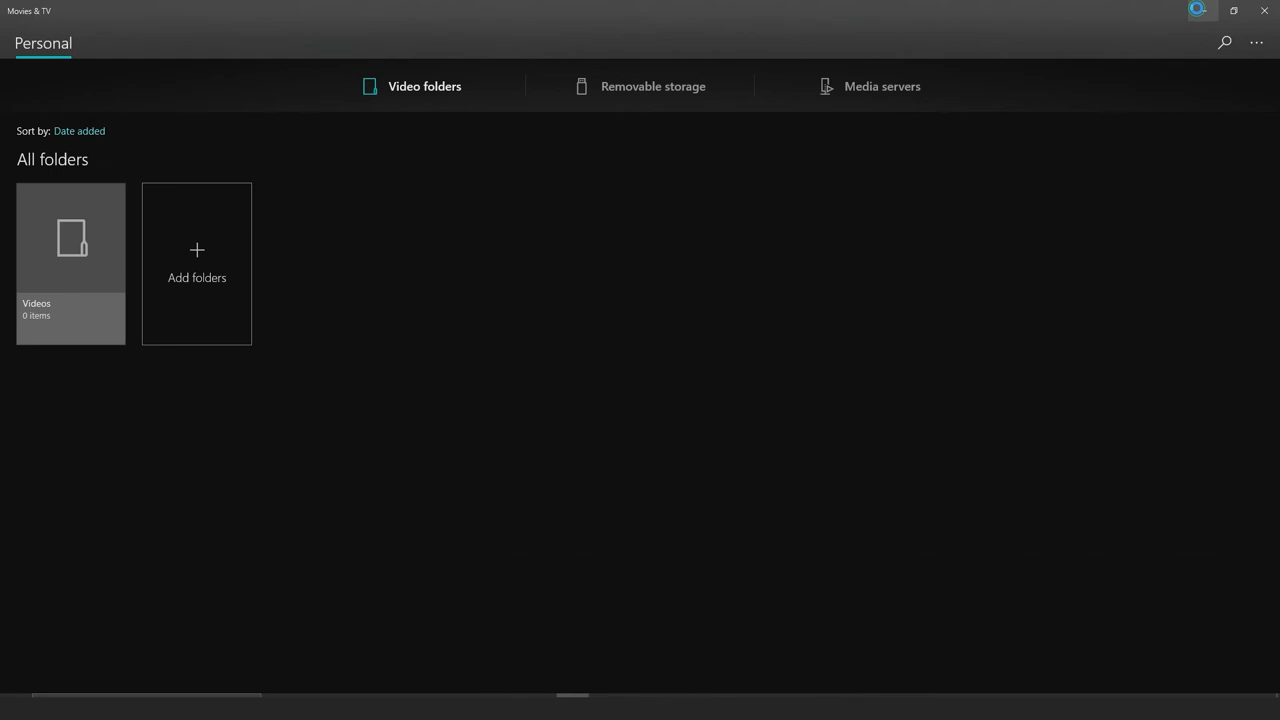 Movies & TV
Personal
Video folders
Removable storage
Media servers
Sort by: Date added
All folders
Videos
0 items
Add folders